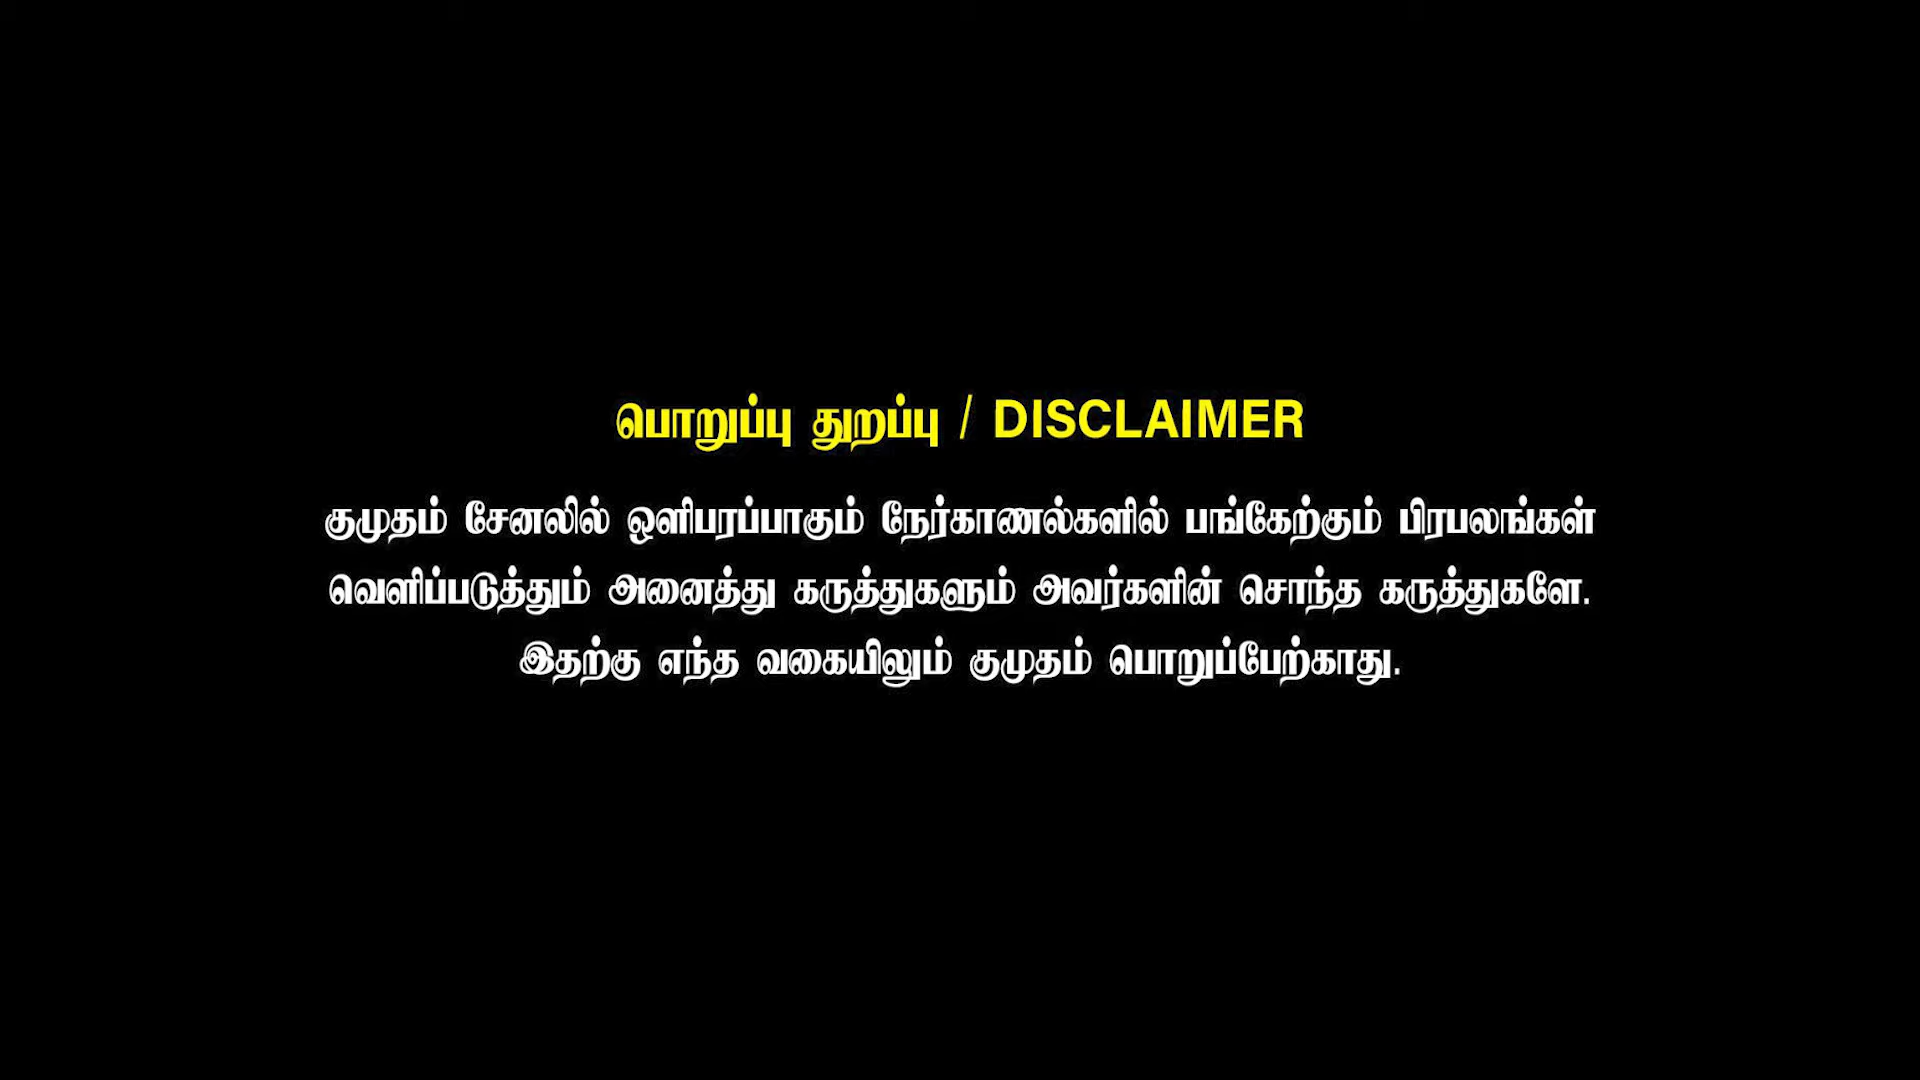 பொறுப்பு துறப்பு / DISCLAIMER
குமுதம் சேனலில் ஒளிபரப்பாகும் நேர்காணல்களில் பங்கேற்கும் பிரபலங்கள்
வெளிப்படுத்தும் அனைத்து கருத்துகளும் அவர்களின் சொந்த கருத்துகளே.
இதற்கு எந்த வகையிலும் குமுதம் பொறுப்பேற்காது.